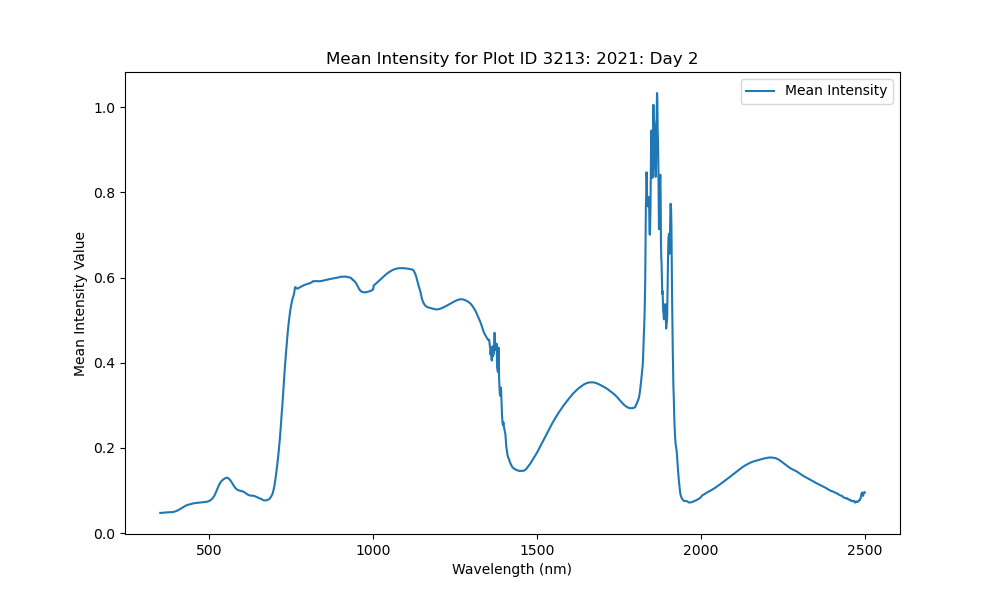 Mean Intensity for Plot ID 3213: 2021: Day 2
Mean Intensity
Mean Intensity Value
1.0
0.8
0.6
0.4
0.2
0.0
500 1000 1500 2000 2500
Wavelength (nm)